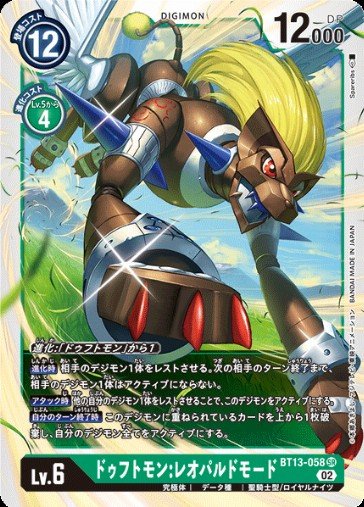 DIGIMON
登場コスト
12
DP
12000
進化コスト
Lv.5から
4
Spareribs
BANDAI MADE IN JAPAN
進化:「ドゥフトモン」から1
進化時 相手のデジモン1体をレストさせる。次の相手のターン終了まで、
相手のデジモン1体はアクティブにならない。
アタック時 他の自分のデジモン1体をレストさせることで、このデジモンをアクティブにする。
自分のターン終了時 このデジモンに重ねられているカードを上から1枚破
棄し、自分のデジモン全てをアクティブにする。
Lv.6
ドゥフトモン:レオパルドモード
BT13-058 SR
02
究極体 データ種 聖騎士型/ロイヤルナイツ